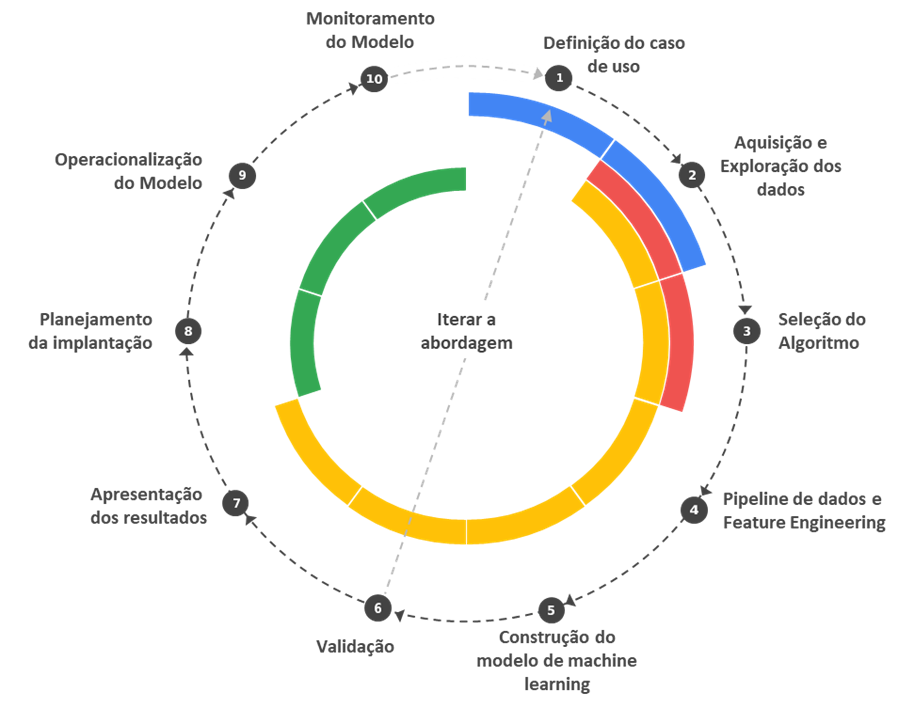 Monitoramento
do Modelo
10
1
Definição do caso
de uso
2
Aquisição e
Exploração dos
dados
3
Seleção do
Algoritmo
4
Pipeline de dados e
Feature Engineering
5
Construção do
modelo de machine
learning
6
Validação
7
Apresentação
dos resultados
8
Planejamento
da implantação
9
Operacionalização
do Modelo
Iterar a
abordagem